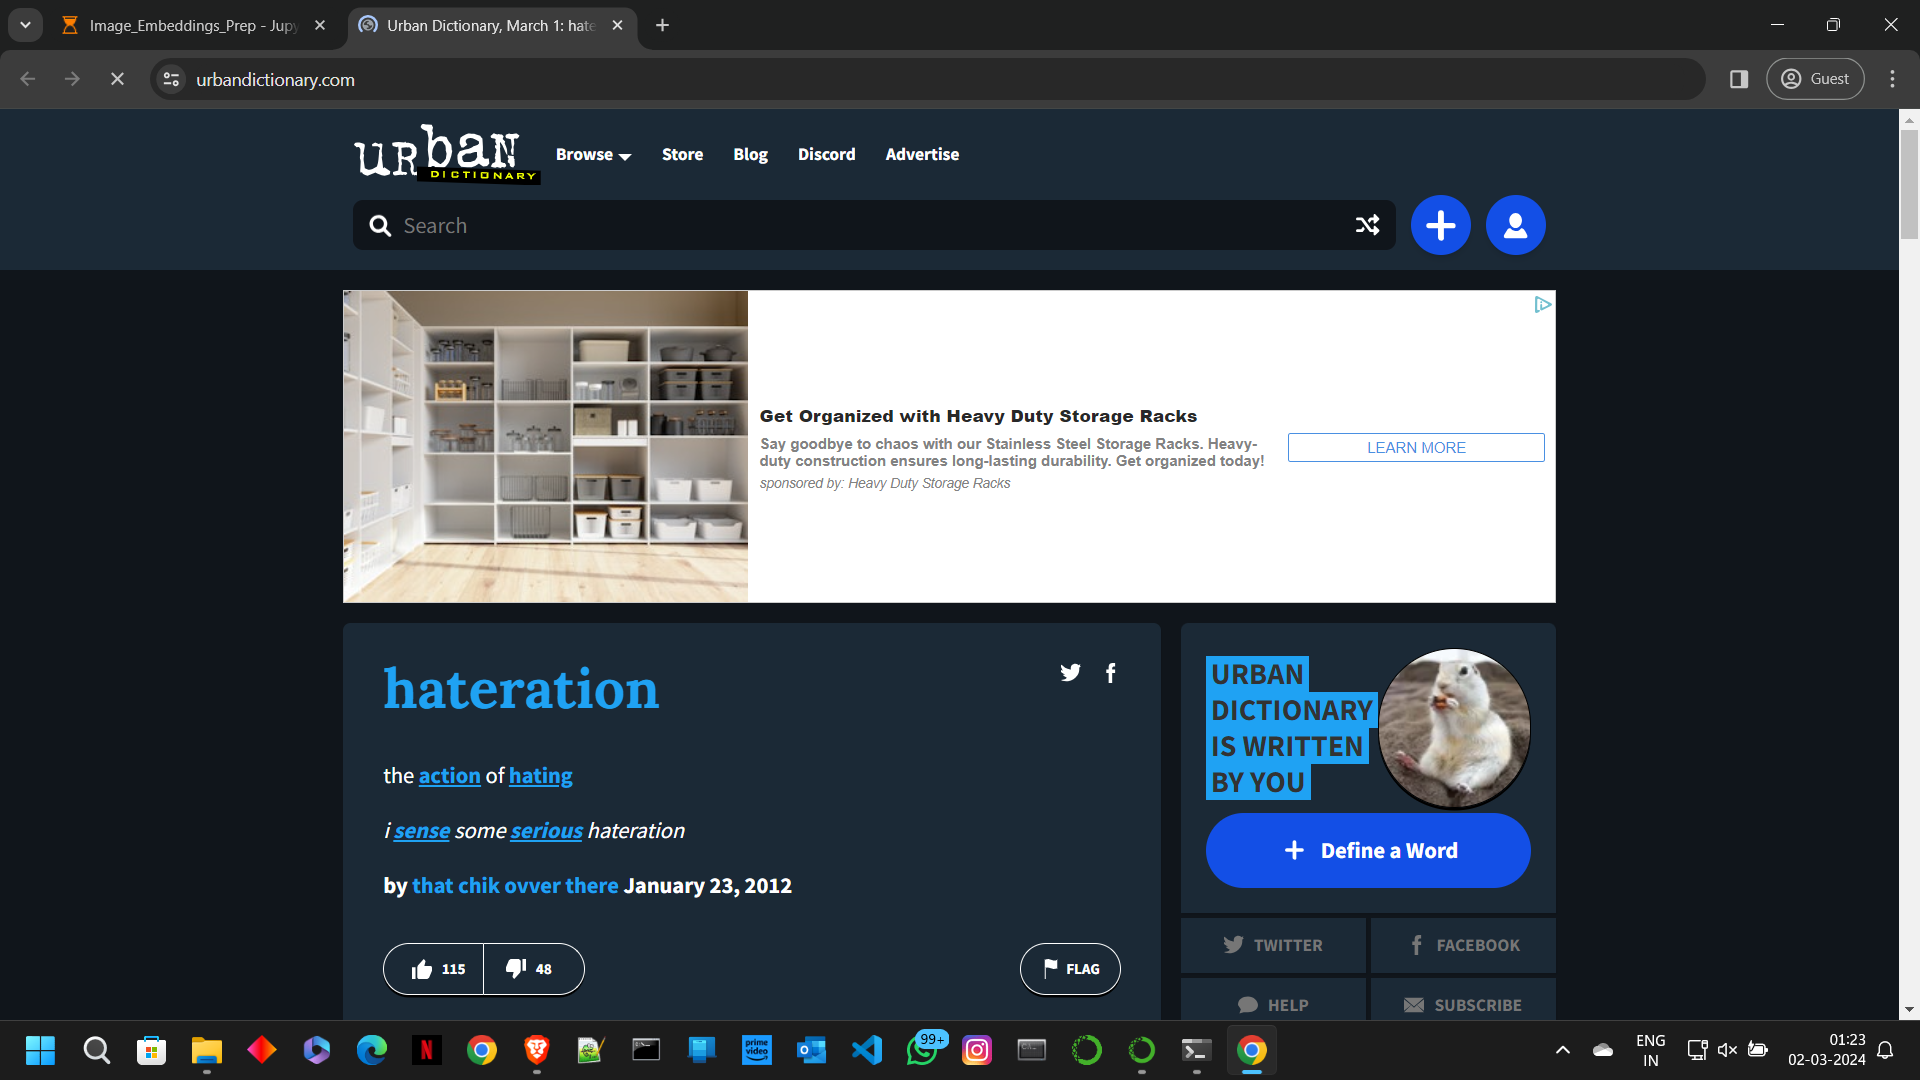 Image_Embeddings_Prep - Jupy
Urban Dictionary, March 1: hate
urbandictionary.com
Guest
urban
DICTIONARY
Browse
Store
Blog
Discord
Advertise
Search
Get Organized with Heavy Duty Storage Racks
Say goodbye to chaos with our Stainless Steel Storage Racks. Heavy-
duty construction ensures long-lasting durability. Get organized today!
sponsored by: Heavy Duty Storage Racks
LEARN MORE
hateration
the action of hating
i sense some serious hateration
by that chik ovver there January 23, 2012
115
48
FLAG
URBAN
DICTIONARY
IS WRITTEN
BY YOU
Define a Word
TWITTER
FACEBOOK
HELP
SUBSCRIBE
N
prime
video
99+
ENG
IN
01:23
02-03-2024